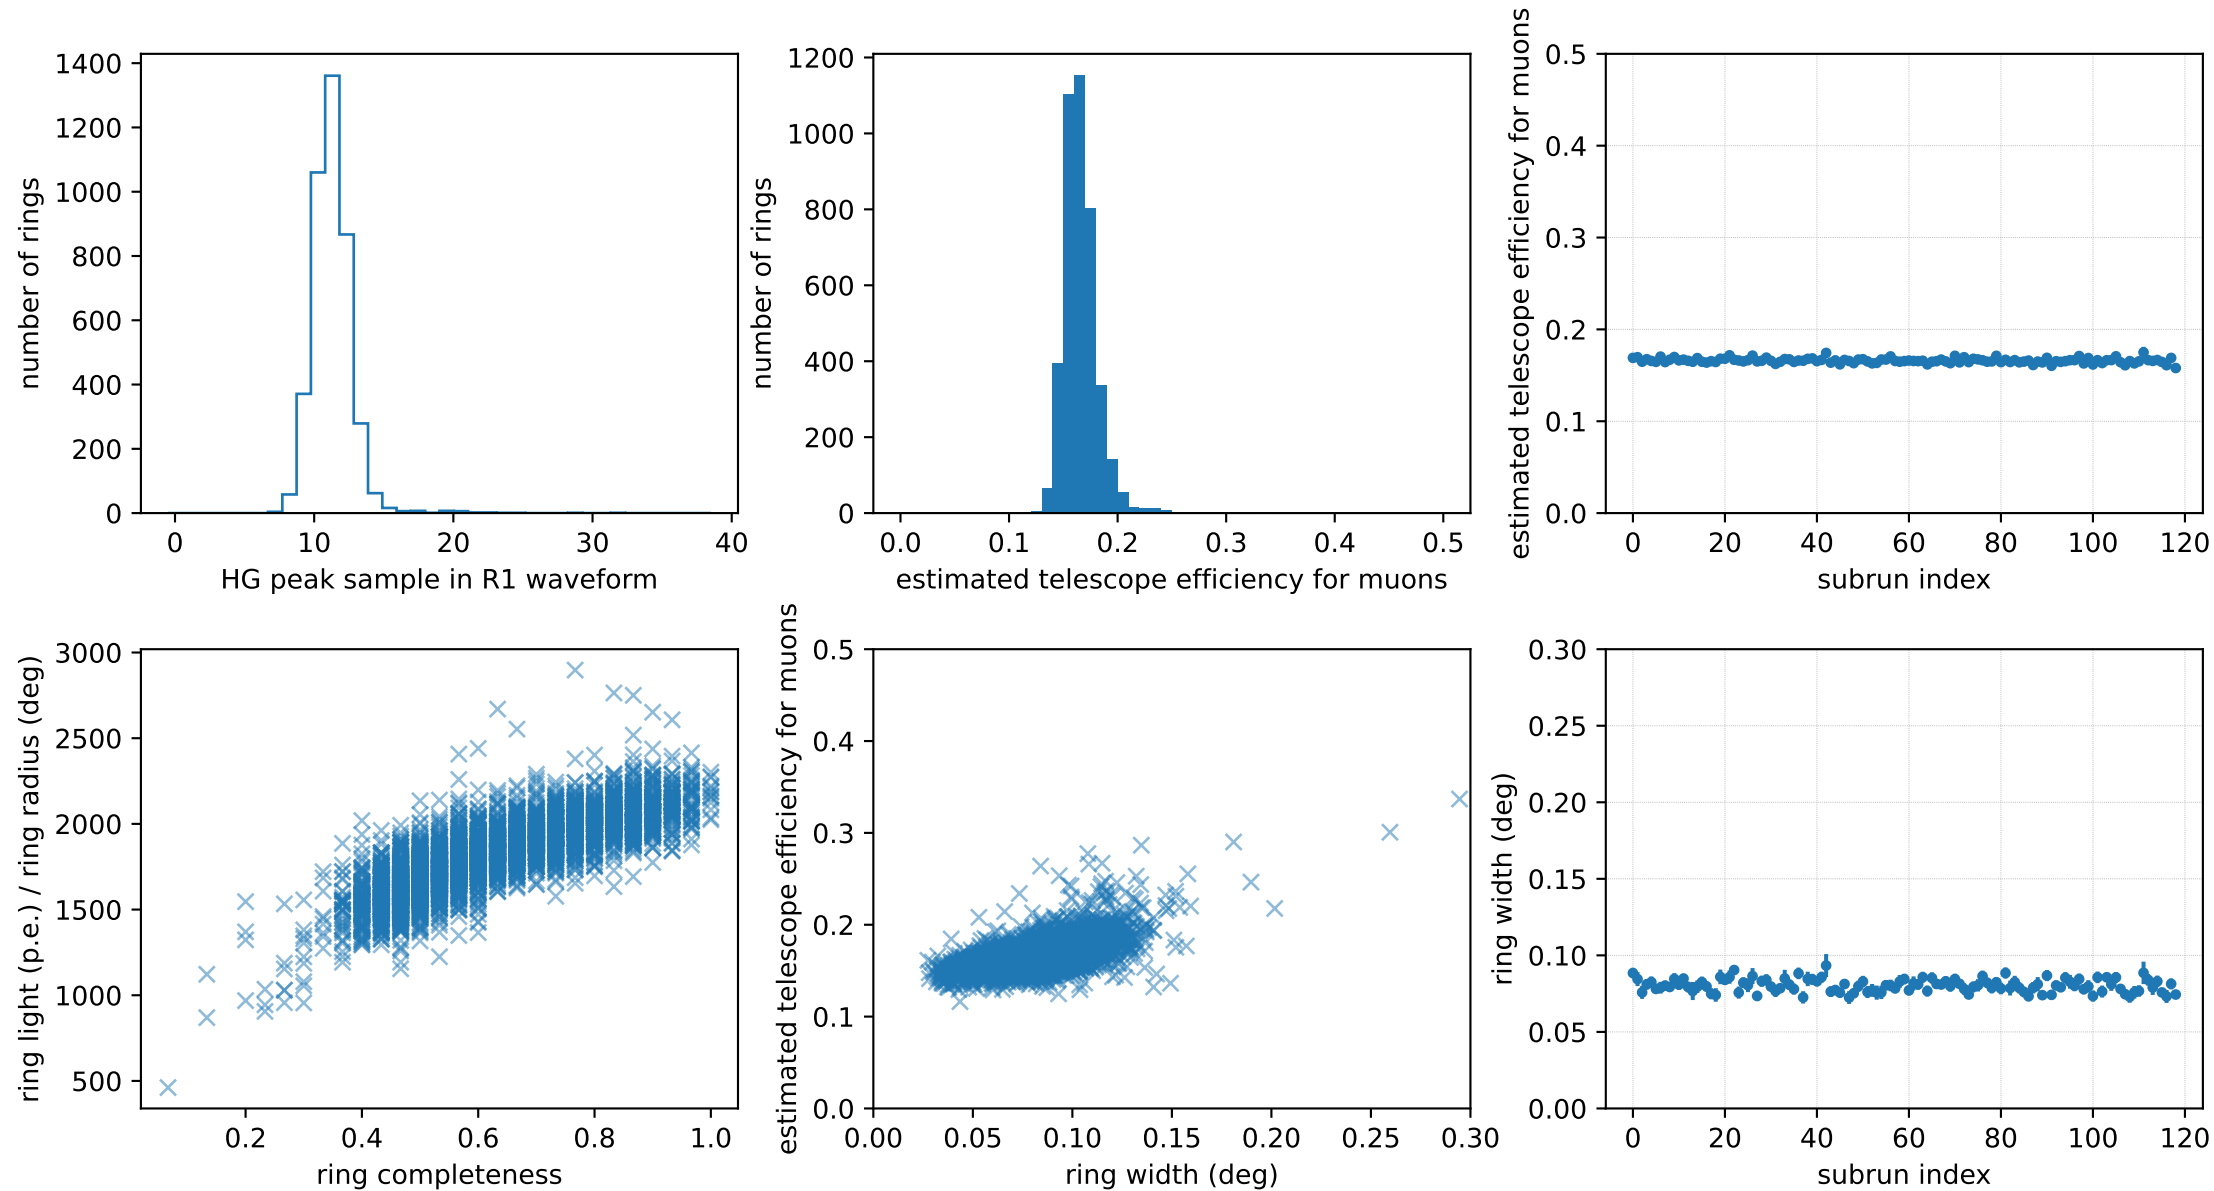 1400
1200
1000
800
600
400
200
0
number of rings
0 10 20 30 40
HG peak sample in R1 waveform
1200
1000
800
600
400
200
0
number of rings
0.0 0.1 0.2 0.3 0.4 0.5
estimated telescope efficiency for muons
0.5
0.4
0.3
0.2
0.1
0.0
estimated telescope efficiency for muons
0 20 40 60 80 100 120
subrun index
3000
2500
2000
1500
1000
500
ring light (p.e.) / ring radius (deg)
0.2 0.4 0.6 0.8 1.0
ring completeness
0.5
0.4
0.3
0.2
0.1
0.0
estimated telescope efficiency for muons
0.00 0.05 0.10 0.15 0.20 0.25 0.30
ring width (deg)
0.30
0.25
0.20
0.15
0.10
0.05
0.00
ring width (deg)
0 20 40 60 80 100 120
subrun index